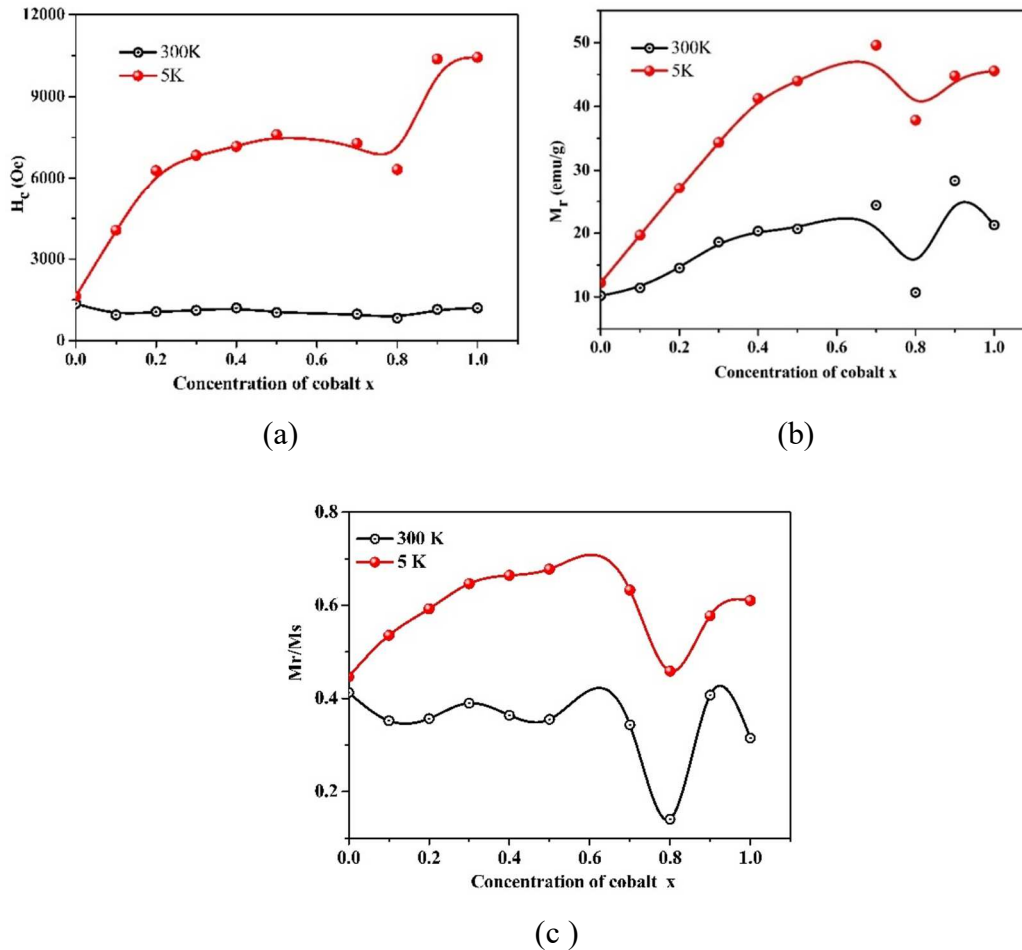 12000
9000
6000
3000
0
H_c (Oc)
300K
5K
0.0 0.2 0.4 0.6 0.8 1.0
Concentration of cobalt x
(a)
50
40
30
20
10
M_r (emu/g)
300K
5K
0.0 0.2 0.4 0.6 0.8 1.0
Concentration of cobalt x
(b)
0.8
0.6
0.4
0.2
Mr/Ms
300 K
5 K
0.0 0.2 0.4 0.6 0.8 1.0
Concentration of cobalt x
(c )